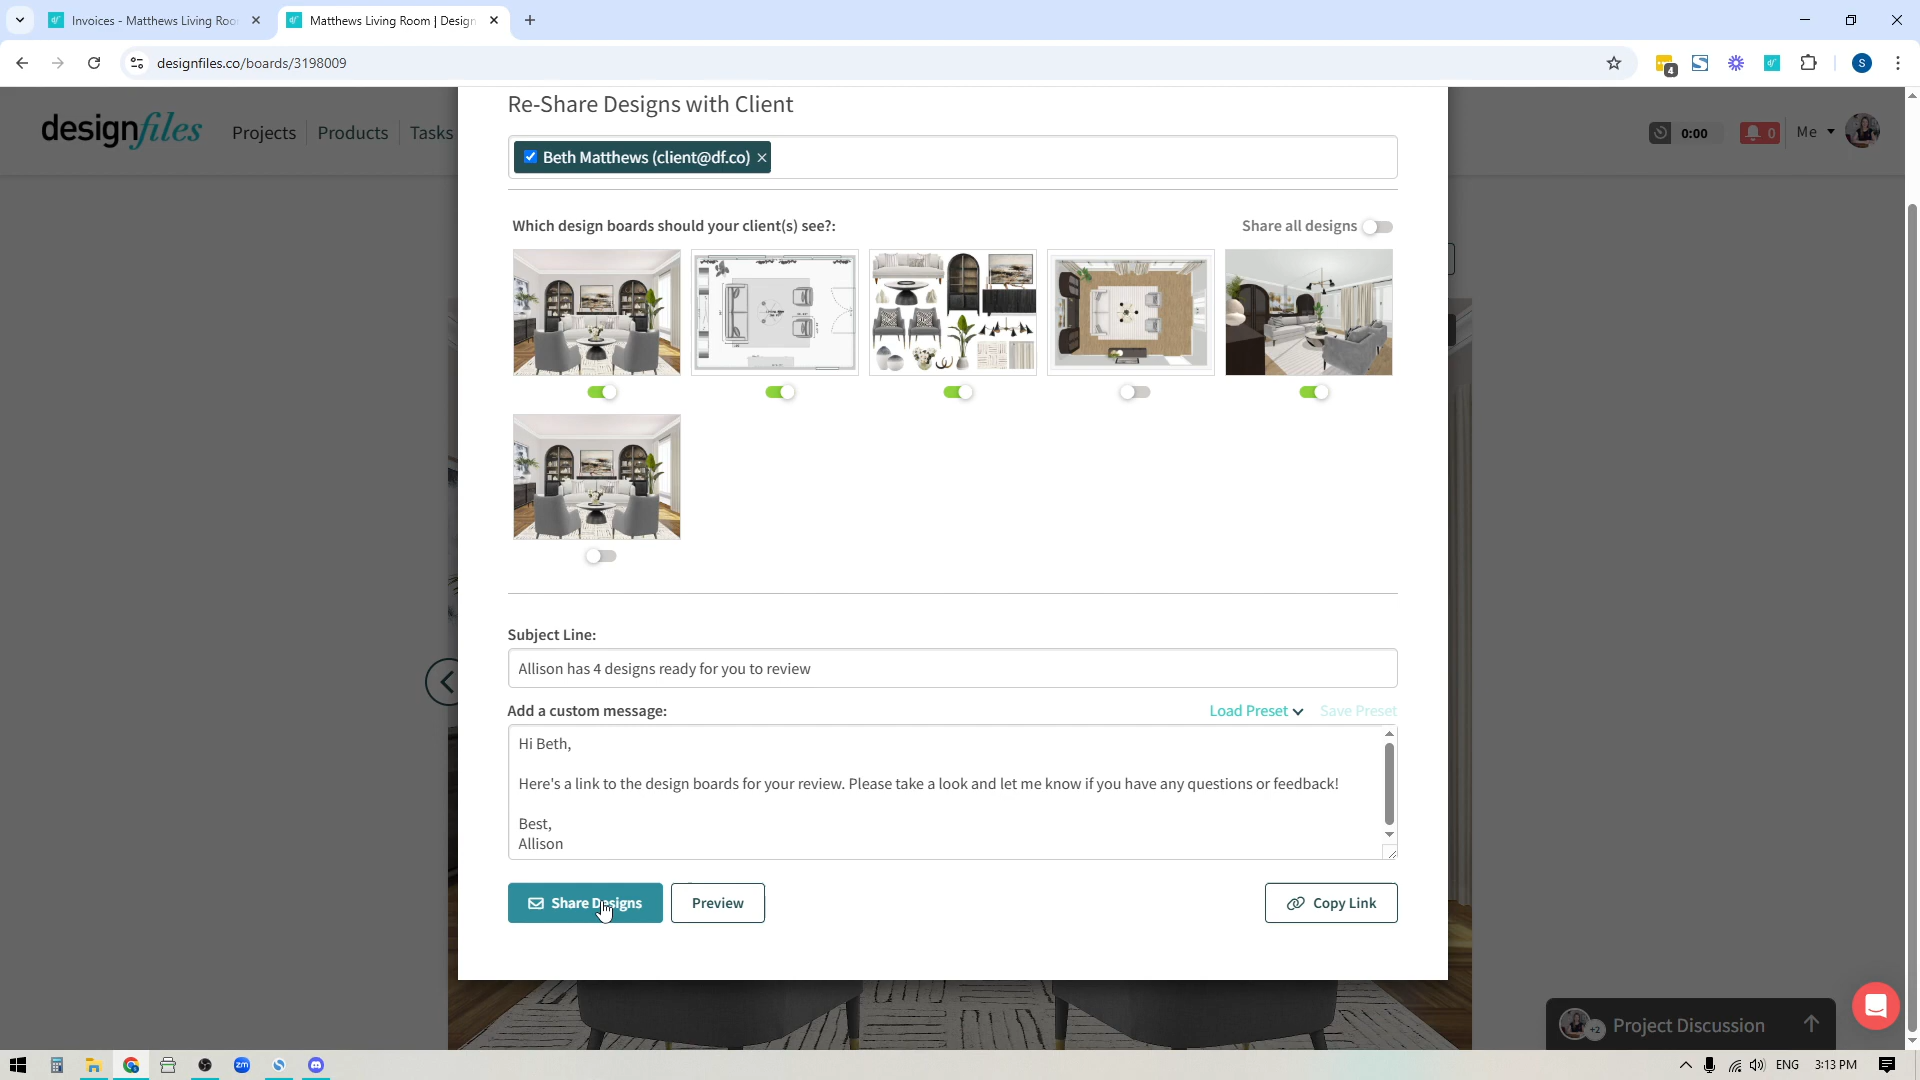 Invoices - Matthews Living Roo
Matthews Living Room | Design
designfiles.co/boards/3198009
4
S
designfiles
Projects
Products
Tasks
0:00
0
Me
Re-Share Designs with Client
Beth Matthews (client@df.co)
Which design boards should your client(s) see?:
Share all designs
Subject Line:
Allison has 4 designs ready for you to review
Add a custom message:
Load Preset
Save Preset
Hi Beth,
Here's a link to the design boards for your review. Please take a look and let me know if you have any questions or feedback!
Best,
Allison
Share Designs
Preview
Copy Link
+2
Project Discussion
zm
ENG
3:13 PM